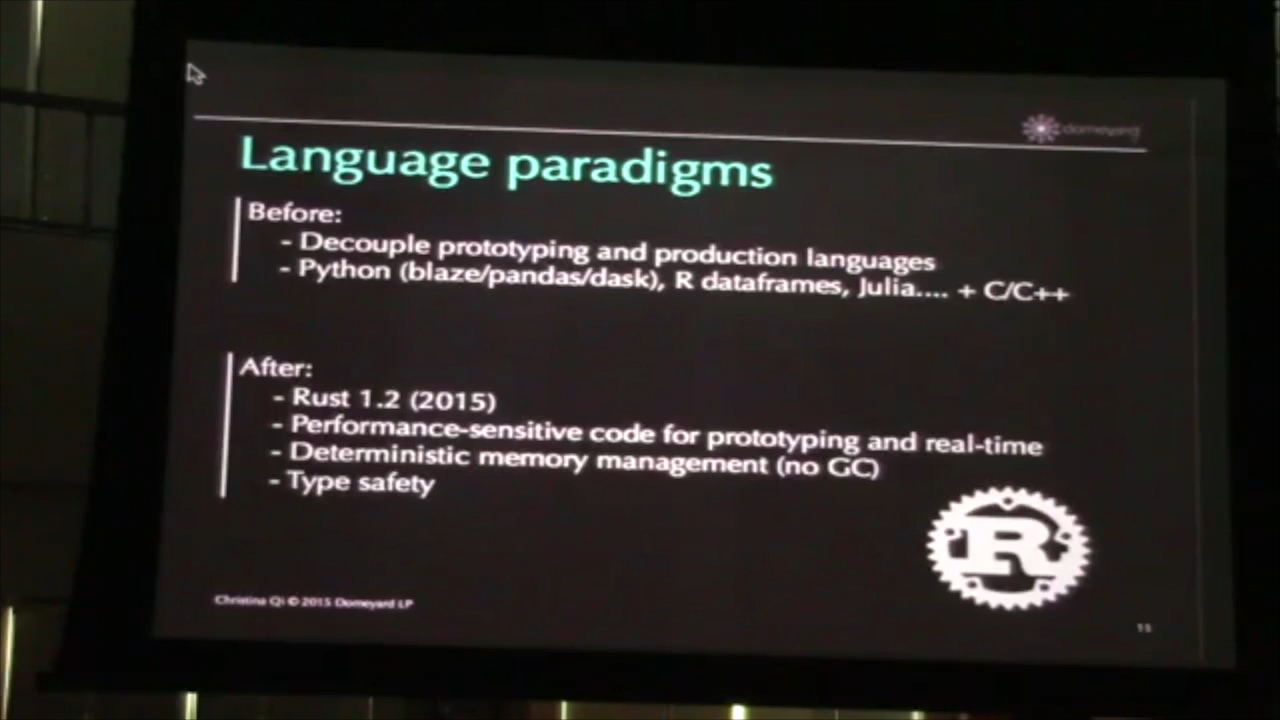 domeyard
Language paradigms
Before:
- Decouple prototyping and production languages
- Python (blaze/pandas/dask), R dataframes, Julia.... + C/C++
After:
- Rust 1.2 (2015)
- Performance-sensitive code for prototyping and real-time
- Deterministic memory management (no GC)
- Type safety
R
Christina Qi © 2015 Domeyard LP